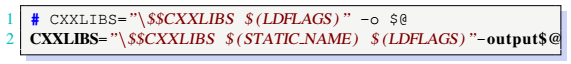 1 # CXXLIBS="\$$CXXLIBS $(LDFLAGS)" -o $@
2 CXXLIBS="\$$CXXLIBS $(STATIC_NAME) $(LDFLAGS)"-output$@